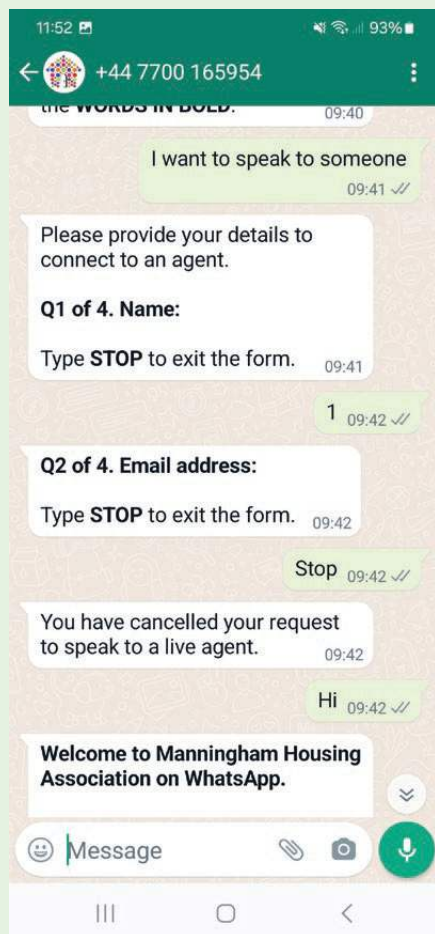 11:52 93%
+44 7700 165954
the WORDS IN BOLD. 09:40
I want to speak to someone
09:41
Please provide your details to
connect to an agent.
Q1 of 4. Name:
Type STOP to exit the form. 09:41
1 09:42
Q2 of 4. Email address:
Type STOP to exit the form. 09:42
Stop 09:42
You have cancelled your request
to speak to a live agent. 09:42
Hi 09:42
Welcome to Manningham Housing
Association on WhatsApp.
Message